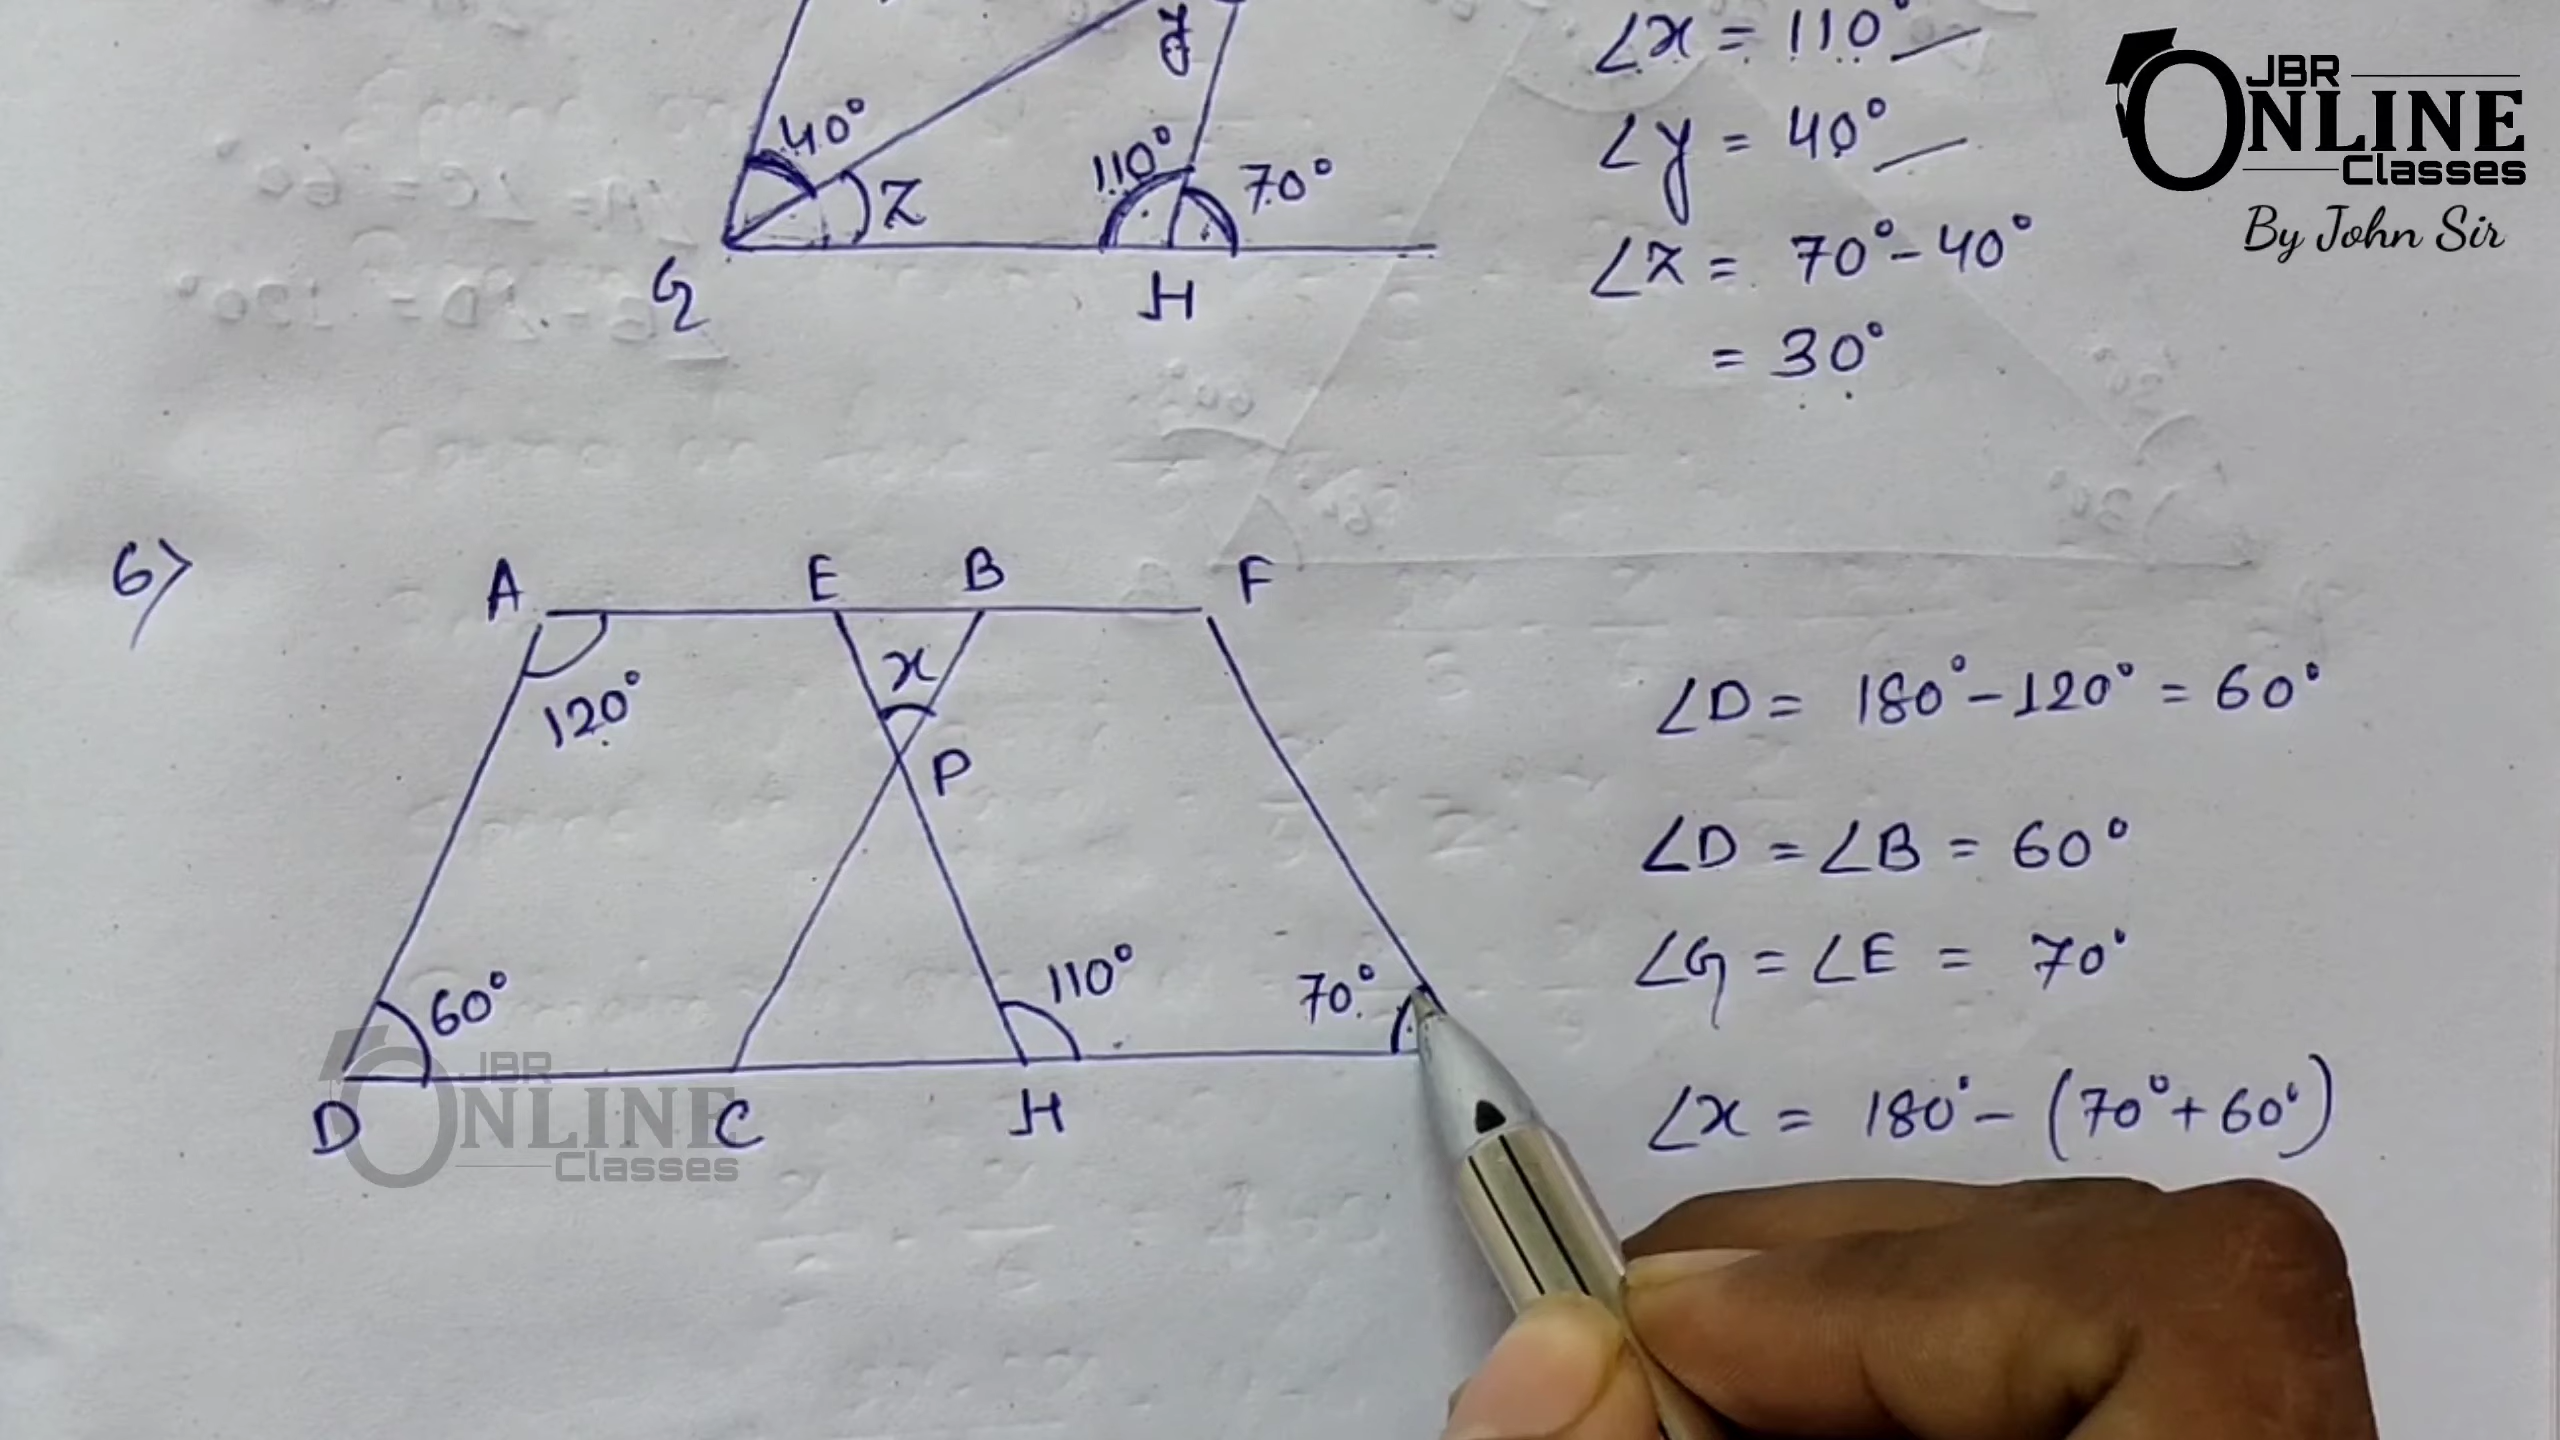 y
∠x = 110°
40°
z
110°
70°
∠y = 40°
∠z = 70° - 40°
= 30°
G
H
JBR
ONLINE
Classes
By John Sir
6)
A
E
B
F
x
120°
P
60°
110°
70°
D
C
H
∠D = 180° - 120° = 60°
∠D = ∠B = 60°
∠G = ∠E = 70°
∠x = 180° - (70° + 60°)
JBR
ONLINE
Classes